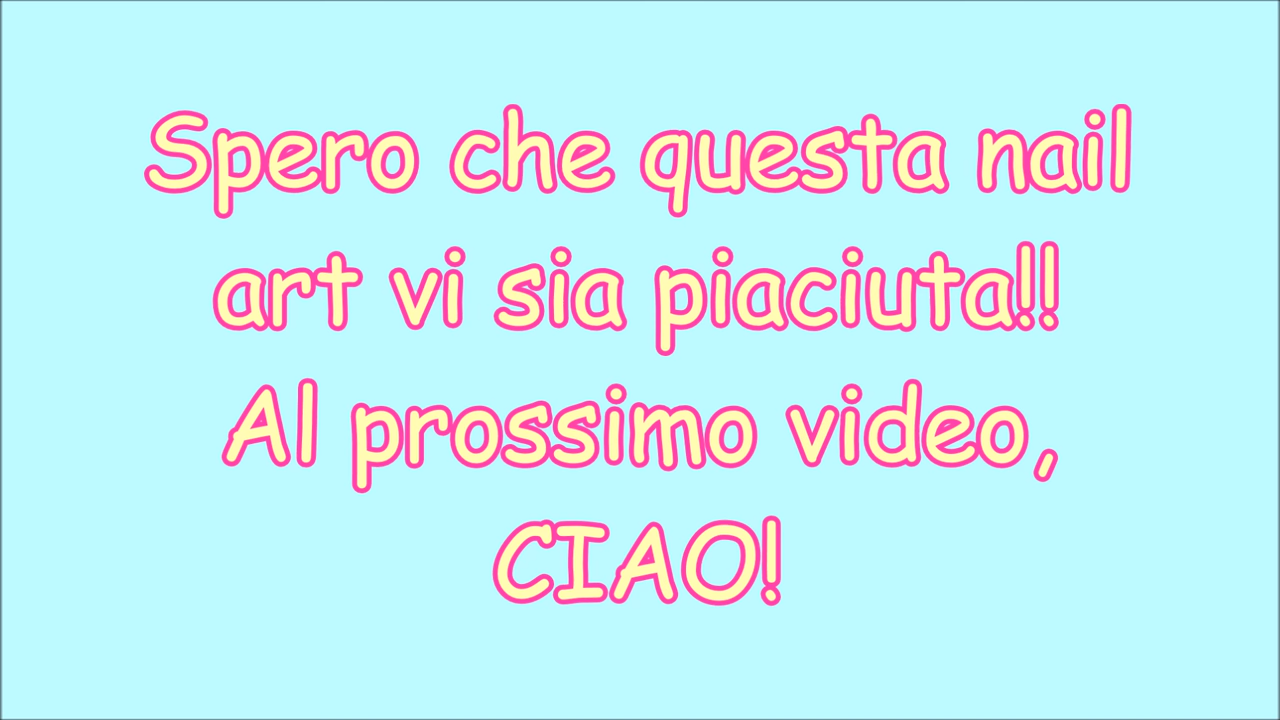 Spero che questa nail
art vi sia piaciuta!!
Al prossimo video,
CIAO!